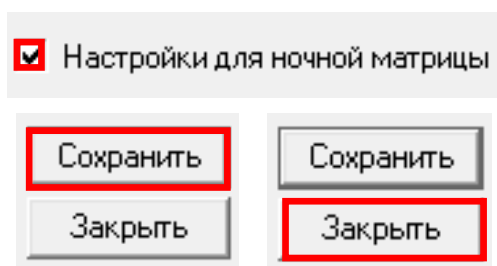 Настройки для ночной матрицы
Сохранить
Закрыть
Сохранить
Закрыть